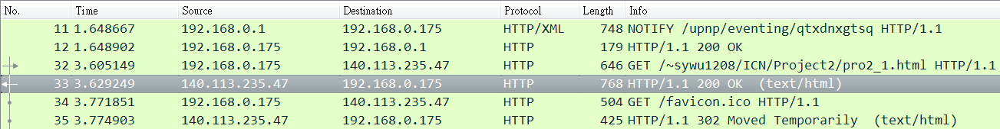 No. Time Source Destination Protocol Length Info
11 1.648667 192.168.0.1 192.168.0.175 HTTP/XML 748 NOTIFY /upnp/eventing/qtxdnxgtsq HTTP/1.1
12 1.648902 192.168.0.175 192.168.0.1 HTTP 179 HTTP/1.1 200 OK
32 3.605149 192.168.0.175 140.113.235.47 HTTP 646 GET /~sywu1208/ICN/Project2/pro2_1.html HTTP/1.1
33 3.629249 140.113.235.47 192.168.0.175 HTTP 768 HTTP/1.1 200 OK (text/html)
34 3.771851 192.168.0.175 140.113.235.47 HTTP 504 GET /favicon.ico HTTP/1.1
35 3.774903 140.113.235.47 192.168.0.175 HTTP 425 HTTP/1.1 302 Moved Temporarily (text/html)